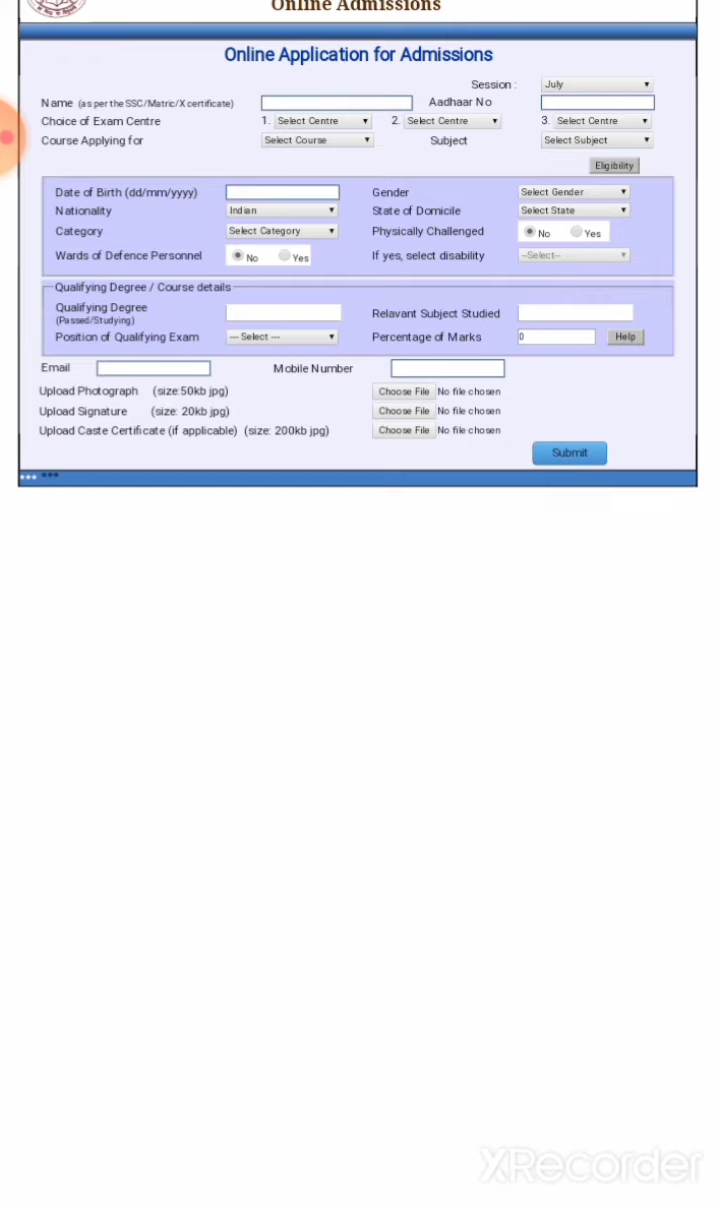 Online Admissions
Online Application for Admissions
Session : July
Name (as per the SSC/Matric/X certificate) Aadhaar No
Choice of Exam Centre 1. Select Centre 2. Select Centre 3. Select Centre
Course Applying for Select Course Subject Select Subject
Eligibility
Date of Birth (dd/mm/yyyy) Gender Select Gender
Nationality Indian State of Domicile Select State
Category Select Category Physically Challenged No Yes
Wards of Defence Personnel No Yes If yes, select disability --Select--
Qualifying Degree / Course details
Qualifying Degree
(Passed/Studying) Relavant Subject Studied
Position of Qualifying Exam --- Select --- Percentage of Marks 0 Help
Email Mobile Number
Upload Photograph (size:50kb jpg) Choose File No file chosen
Upload Signature (size: 20kb jpg) Choose File No file chosen
Upload Caste Certificate (if applicable) (size: 200kb jpg) Choose File No file chosen
Submit
*** ***
XRecorder